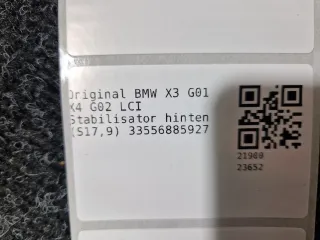 Original BMW X3 G01
X4 G02 LCI
Stabilisator hinten
(S17,9) 33556885927
21980
23652